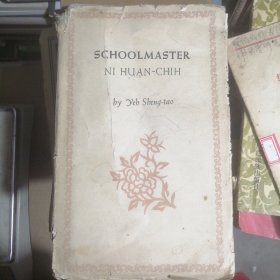 SCHOOLMASTER
NI HUAN-CHIH
by Yeh Sheng-tao